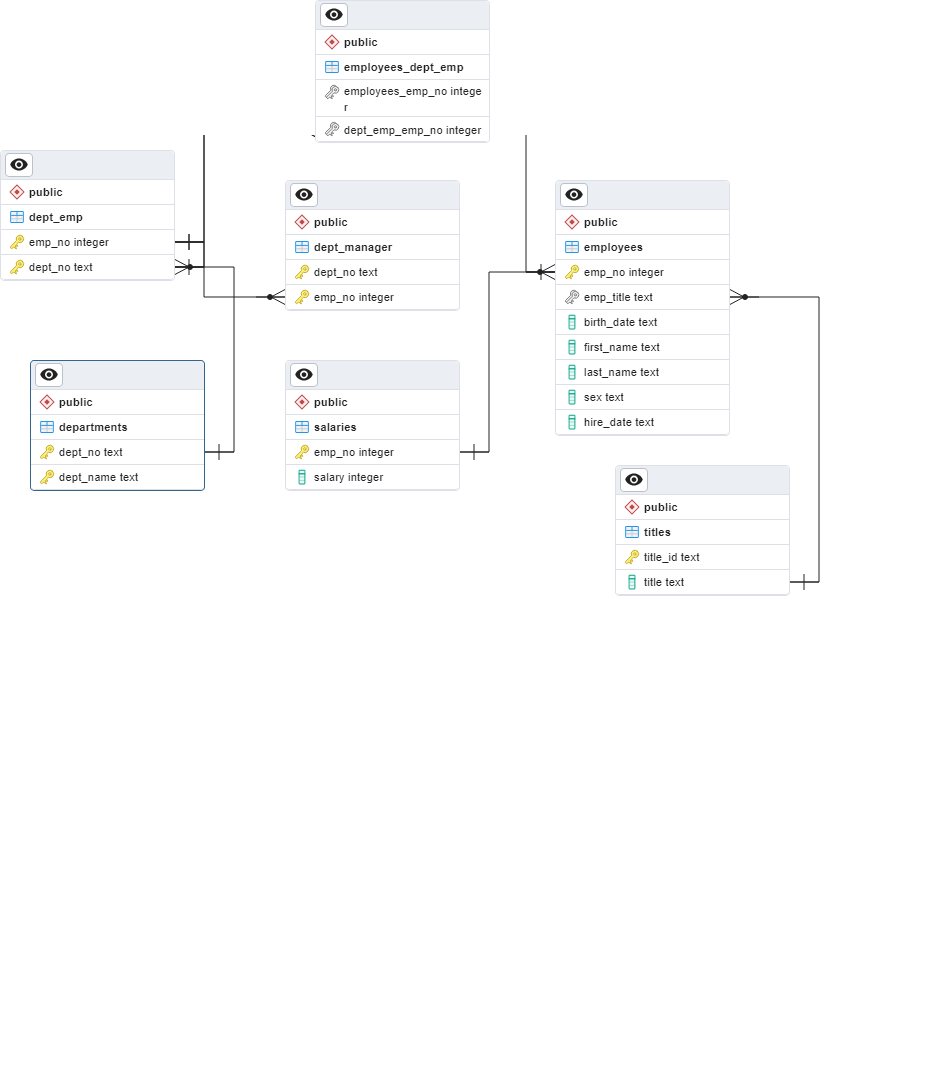 public
employees_dept_emp
employees_emp_no intege
r
dept_emp_emp_no integer
public
dept_emp
emp_no integer
dept_no text
public
dept_manager
dept_no text
emp_no integer
public
employees
emp_no integer
emp_title text
birth_date text
first_name text
last_name text
sex text
hire_date text
public
departments
dept_no text
dept_name text
public
salaries
emp_no integer
salary integer
public
titles
title_id text
title text